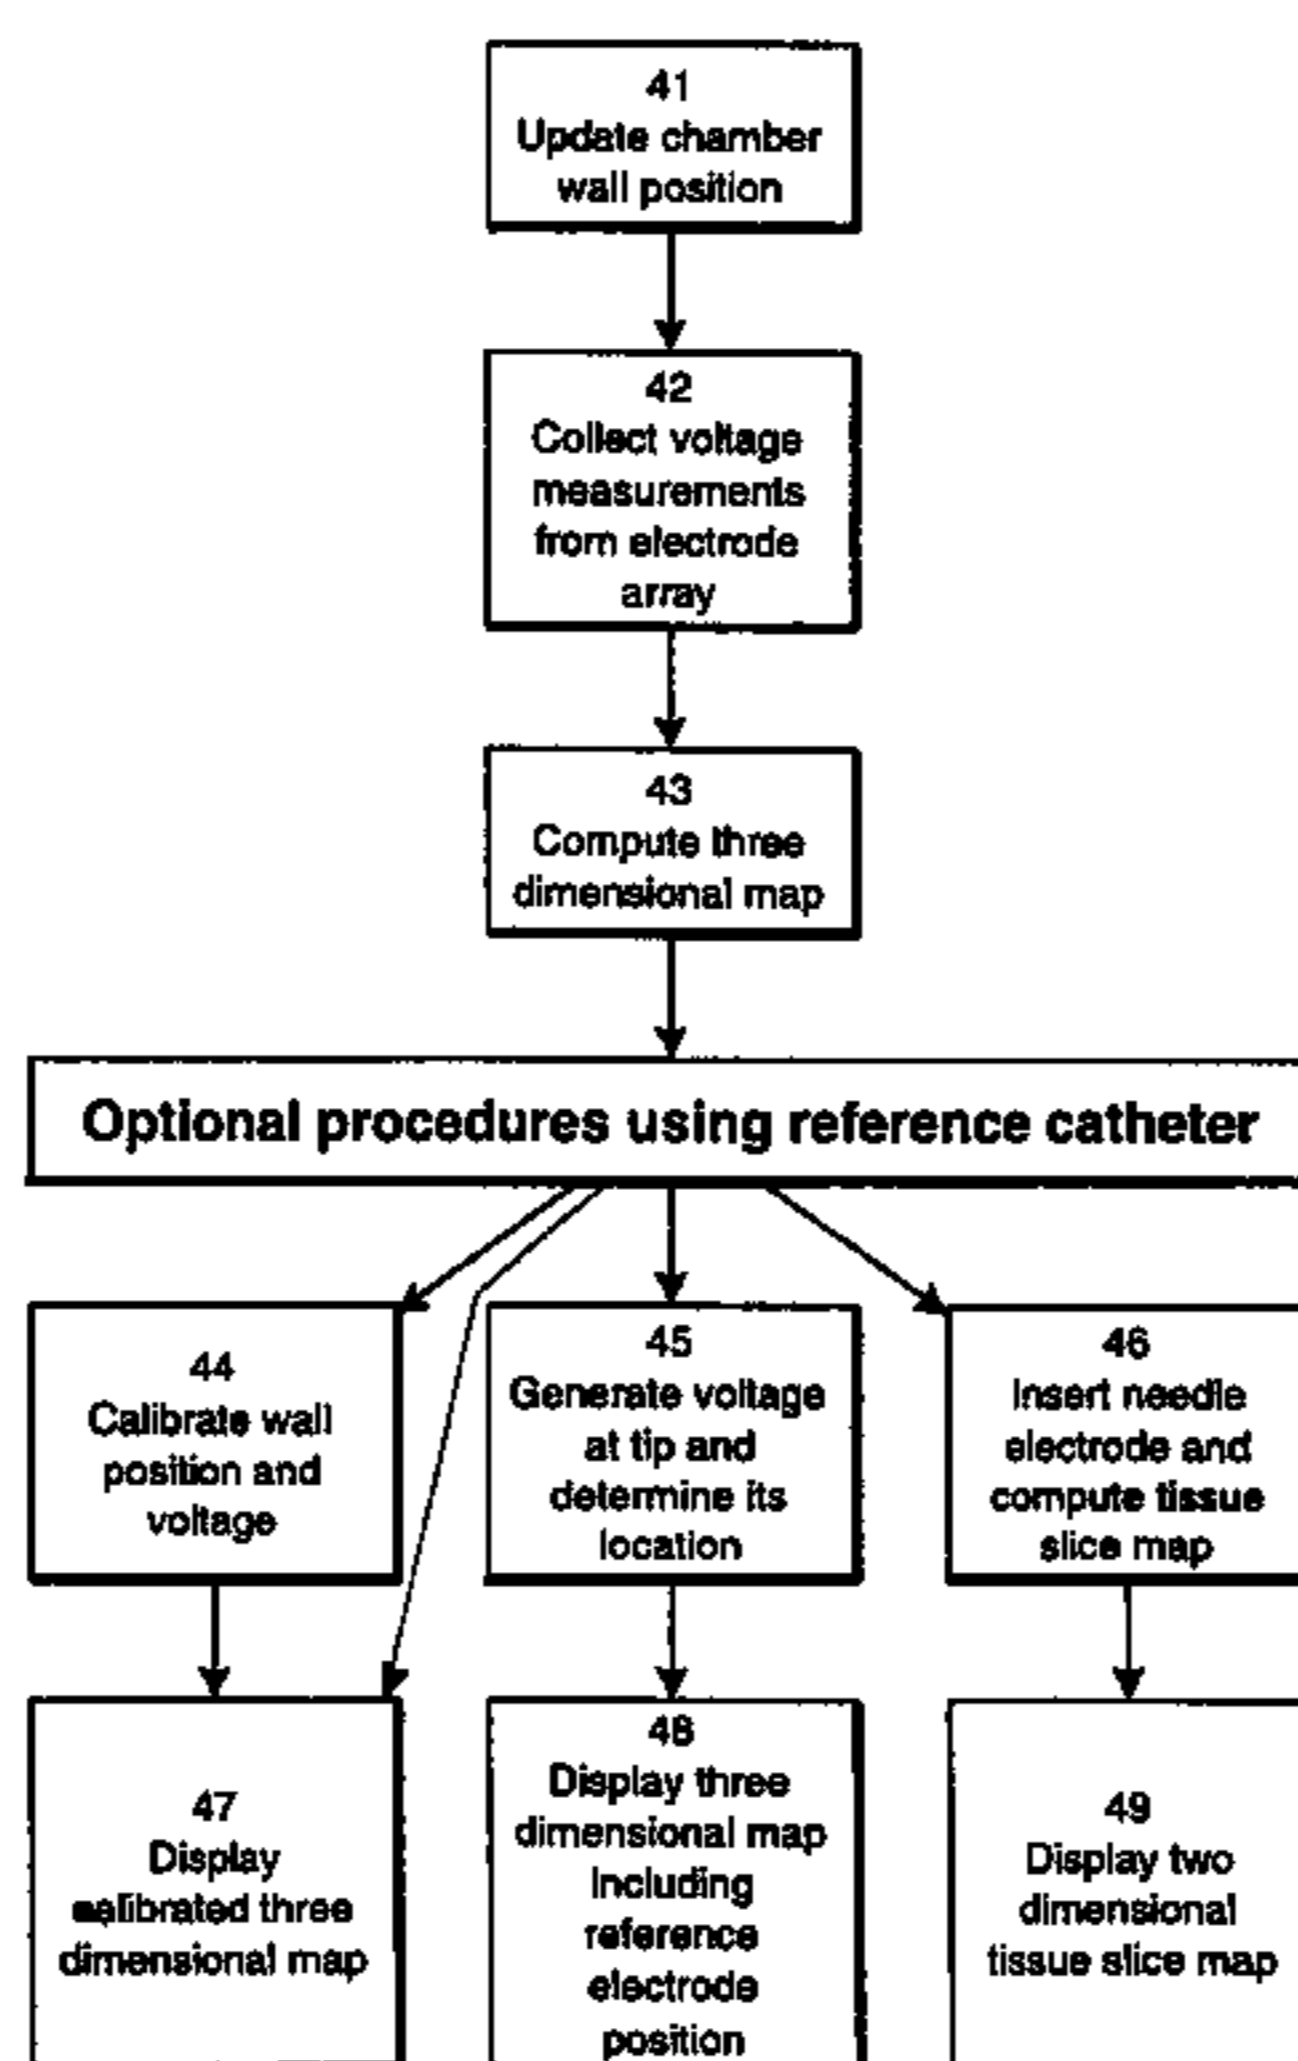 41
Update chamber
wall position
42
Collect voltage
measurements
from electrode
array
43
Compute three
dimensional map
Optional procedures using reference catheter
44
Calibrate wall
position and
voltage
45
Generate voltage
at tip and
determine its
location
46
Insert needle
electrode and
compute tissue
slice map
47
Display
calibrated three
dimensional map
48
Display three
dimensional map
including
reference
electrode
position
49
Display two
dimensional
tissue slice map